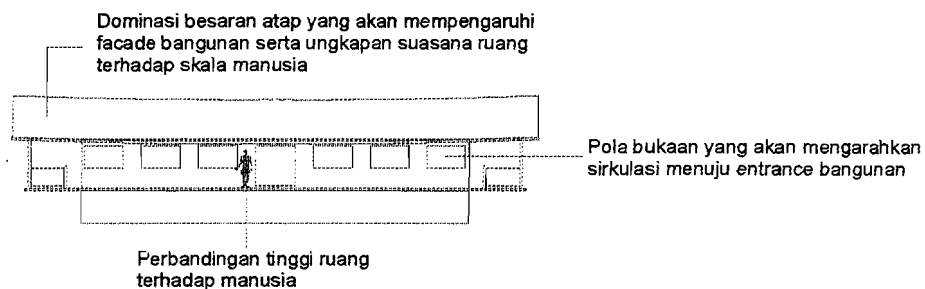 Dominasi besaran atap yang akan mempengaruhi
facade bangunan serta ungkapan suasana ruang
terhadap skala manusia
Pola bukaan yang akan mengarahkan
sirkulasi menuju entrance bangunan
Perbandingan tinggi ruang
terhadap manusia